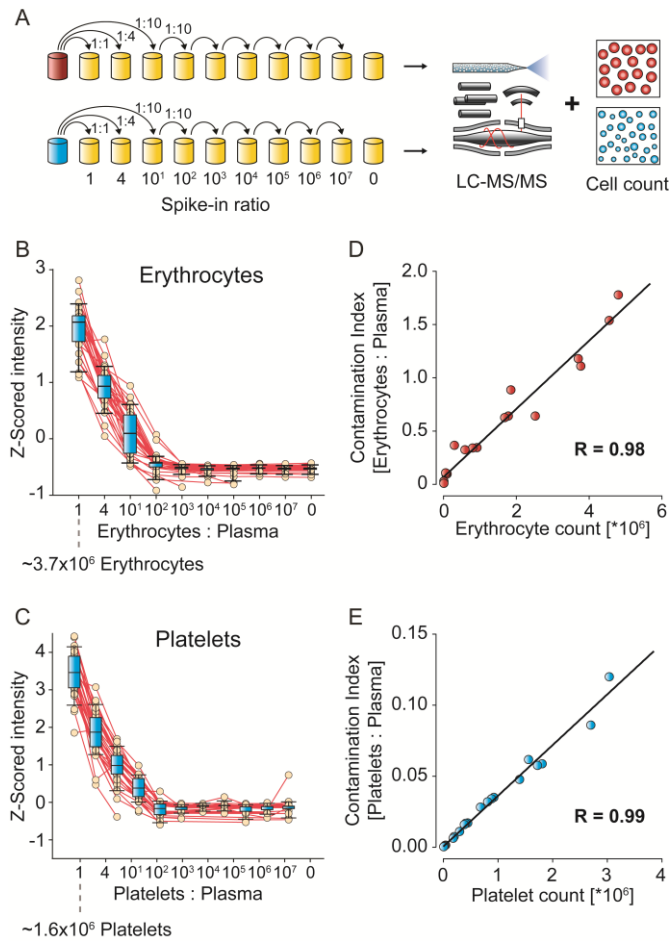 A
1:1
1:4
1:10
1:10
1:1
1:4
1:10
1:10
1 4 10¹ 10² 10³ 10⁴ 10⁵ 10⁶ 10⁷ 0
Spike-in ratio
LC-MS/MS
+
Cell count
B
Erythrocytes
Z-Scored intensity
3
2
1
0
-1
1 4 10¹ 10² 10³ 10⁴ 10⁵ 10⁶ 10⁷ 0
Erythrocytes : Plasma
~3.7x10⁶ Erythrocytes
D
Contamination Index
[Erythrocytes : Plasma]
2.0
1.5
1.0
0.5
0
R = 0.98
0 2 4 6
Erythrocyte count [*10⁶]
C
Platelets
Z-Scored intensity
4
3
2
1
0
-1
1 4 10¹ 10² 10³ 10⁴ 10⁵ 10⁶ 10⁷ 0
Platelets : Plasma
~1.6x10⁶ Platelets
E
Contamination Index
[Platelets : Plasma]
0.15
0.10
0.05
0.00
R = 0.99
0 1 2 3 4
Platelet count [*10⁶]